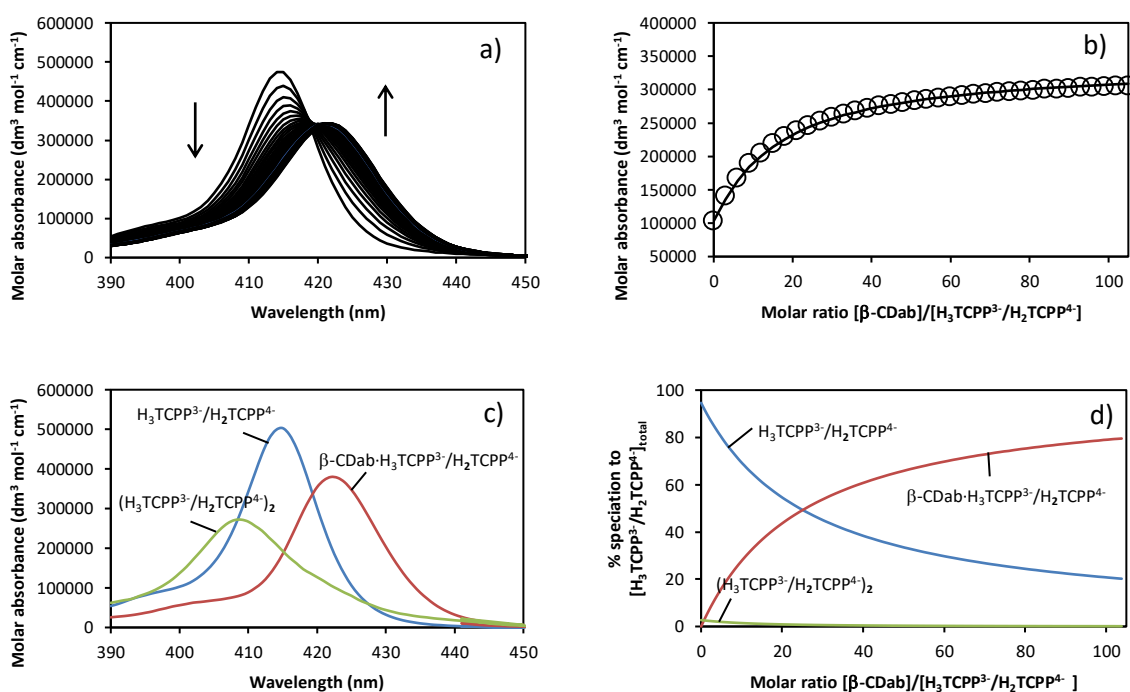 a)
Molar absorbance (dm³ mol⁻¹ cm⁻¹)
600000
500000
400000
300000
200000
100000
0
390 400 410 420 430 440 450
Wavelength (nm)
b)
Molar absorbance (dm³ mol⁻¹ cm⁻¹)
400000
350000
300000
250000
200000
150000
100000
50000
0 20 40 60 80 100
Molar ratio [β-CDab]/[H₃TCPP³⁻/H₂TCPP⁴⁻]
c)
Molar absorbance (dm³ mol⁻¹ cm⁻¹)
600000
500000
400000
300000
200000
100000
0
H₃TCPP³⁻/H₂TCPP⁴⁻
β-CDab·H₃TCPP³⁻/H₂TCPP⁴⁻
(H₃TCPP³⁻/H₂TCPP⁴⁻)₂
390 400 410 420 430 440 450
Wavelength (nm)
d)
% speciation to
[H₃TCPP³⁻/H₂TCPP⁴⁻]total
100
80
60
40
20
0
H₃TCPP³⁻/H₂TCPP⁴⁻
β-CDab·H₃TCPP³⁻/H₂TCPP⁴⁻
(H₃TCPP³⁻/H₂TCPP⁴⁻)₂
0 20 40 60 80 100
Molar ratio [β-CDab]/[H₃TCPP³⁻/H₂TCPP⁴⁻ ]